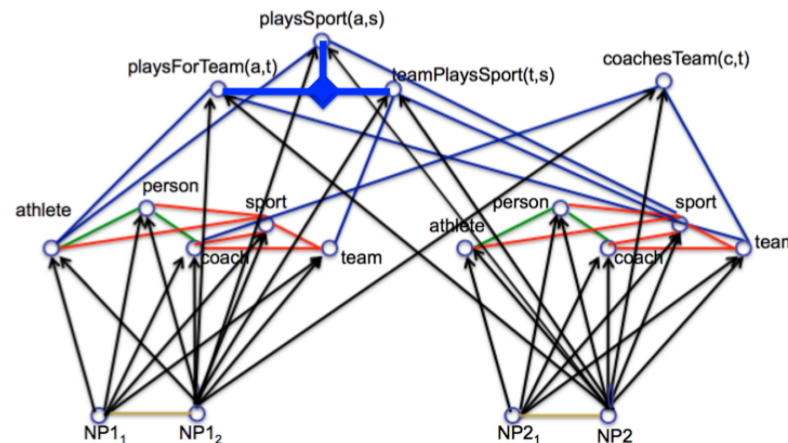 playsSport(a,s)
playsForTeam(a,t)
teamPlaysSport(t,s)
coachesTeam(c,t)
person
athlete
sport
coach
team
person
athlete
sport
coach
team
NP1₁
NP1₂
NP2₁
NP2